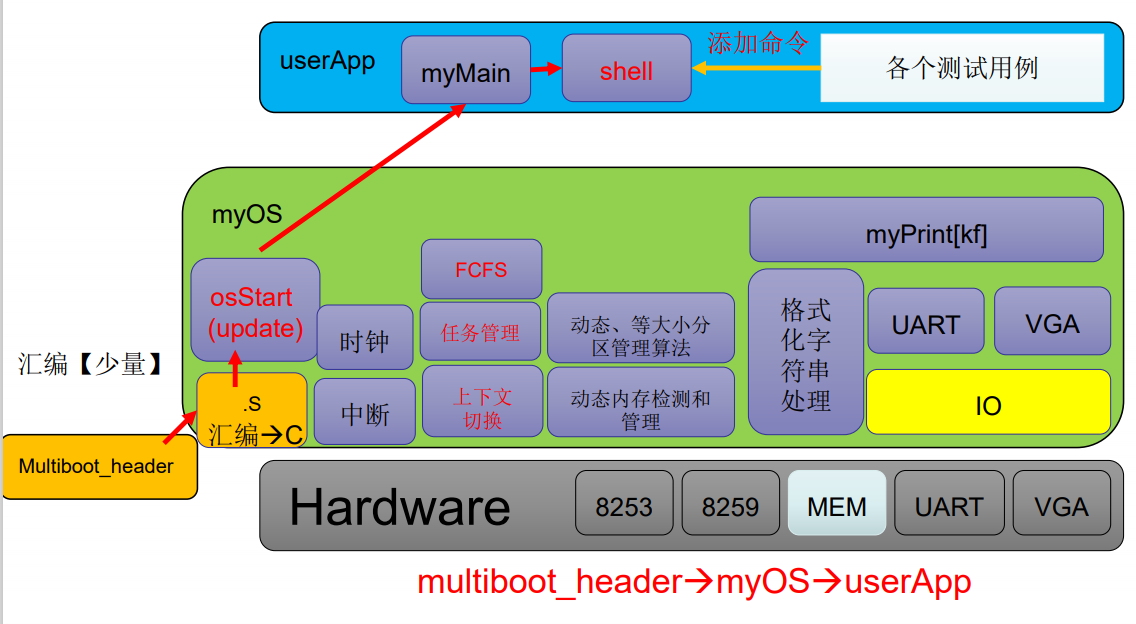 userApp
myMain
shell
添加命令
各个测试用例
myOS
myPrint[kf]
osStart
(update)
时钟
FCFS
任务管理
动态、等大小分
区管理算法
格式
化字
符串
处理
UART
VGA
汇编【少量】
.S
汇编→C
中断
上下文
切换
动态内存检测和
管理
IO
Multiboot_header
Hardware
8253
8259
MEM
UART
VGA
multiboot_header→myOS→userApp